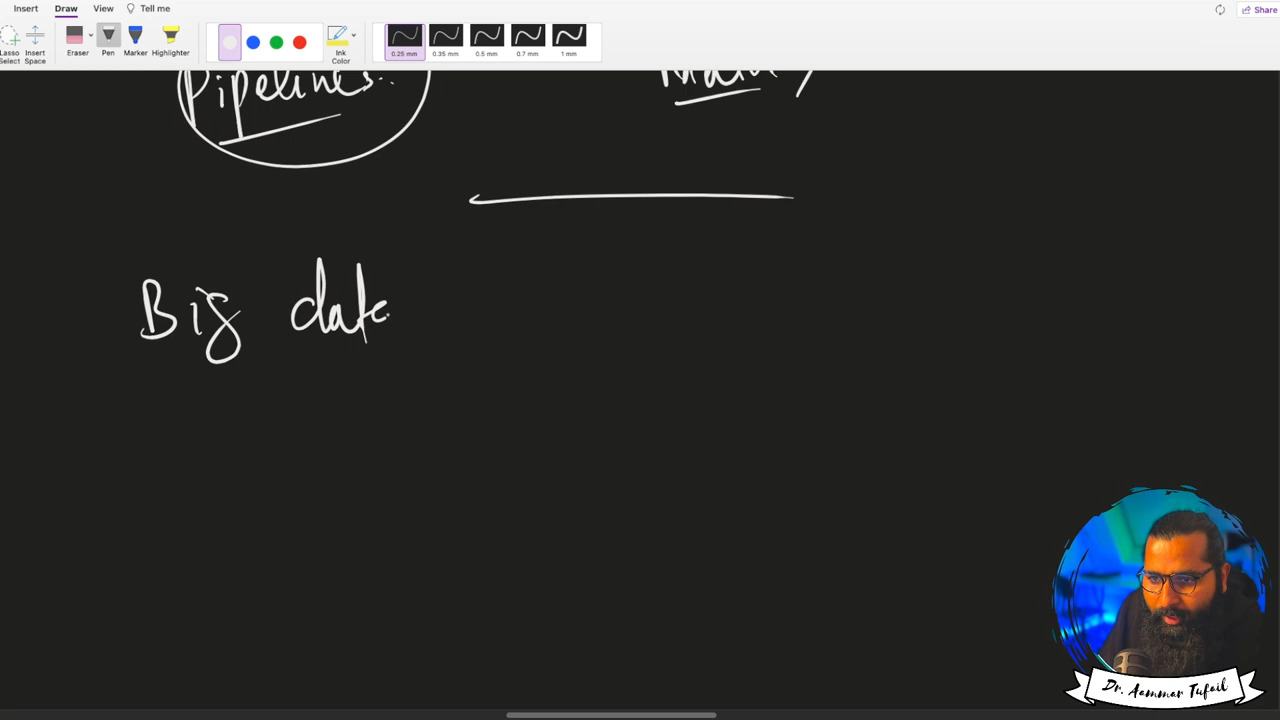 Insert Draw View Tell me
Share
Lasso Select
Insert Space
Eraser
Pen
Marker
Highlighter
Ink Color
0.25 mm 0.35 mm 0.5 mm 0.7 mm 1 mm
Pipelines..
Big data
Dr. Aammar Tufail